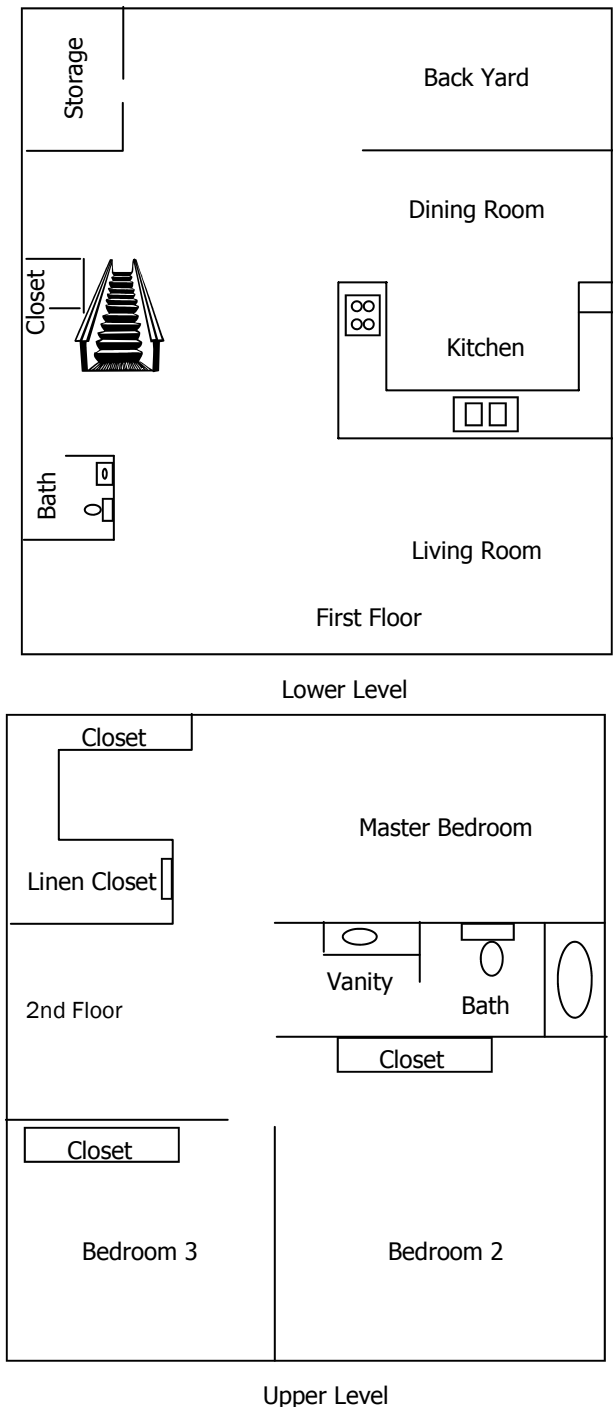 Storage
Back Yard
Dining Room
Closet
Kitchen
Bath
Living Room
First Floor
Lower Level
Closet
Master Bedroom
Linen Closet
Vanity
Bath
2nd Floor
Closet
Closet
Bedroom 3
Bedroom 2
Upper Level